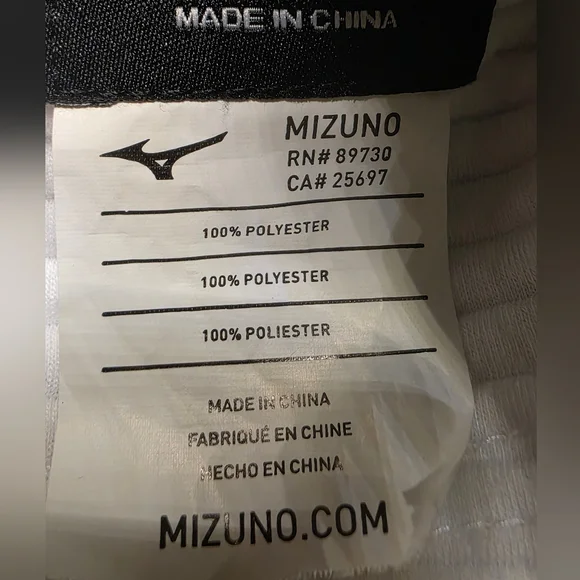 MADE IN CHINA
MIZUNO
RN# 89730
CA# 25697
100% POLYESTER
100% POLYESTER
100% POLIESTER
MADE IN CHINA
FABRIQUÉ EN CHINE
HECHO EN CHINA
MIZUNO.COM